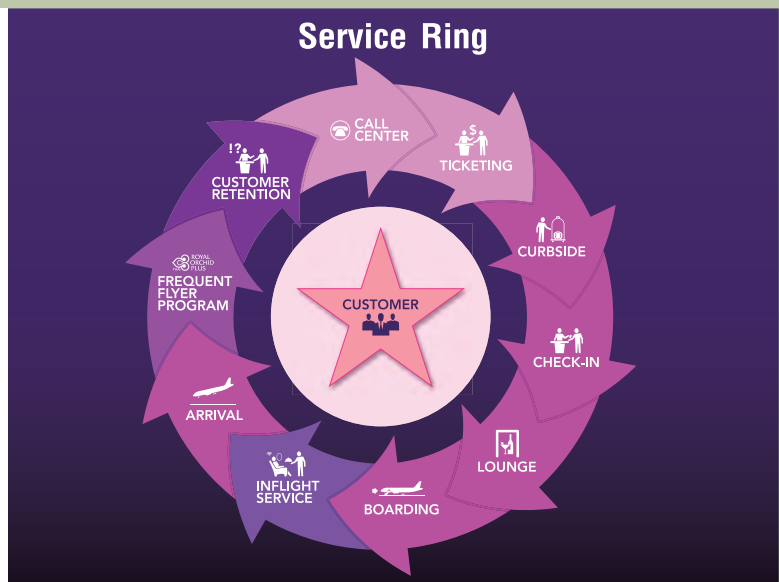 Service Ring
CALL
CENTER
$
TICKETING
CURBSIDE
CHECK-IN
LOUNGE
BOARDING
INFLIGHT
SERVICE
ARRIVAL
ROYAL
ORCHID
PLUS
FREQUENT
FLYER
PROGRAM
!?
CUSTOMER
RETENTION
CUSTOMER